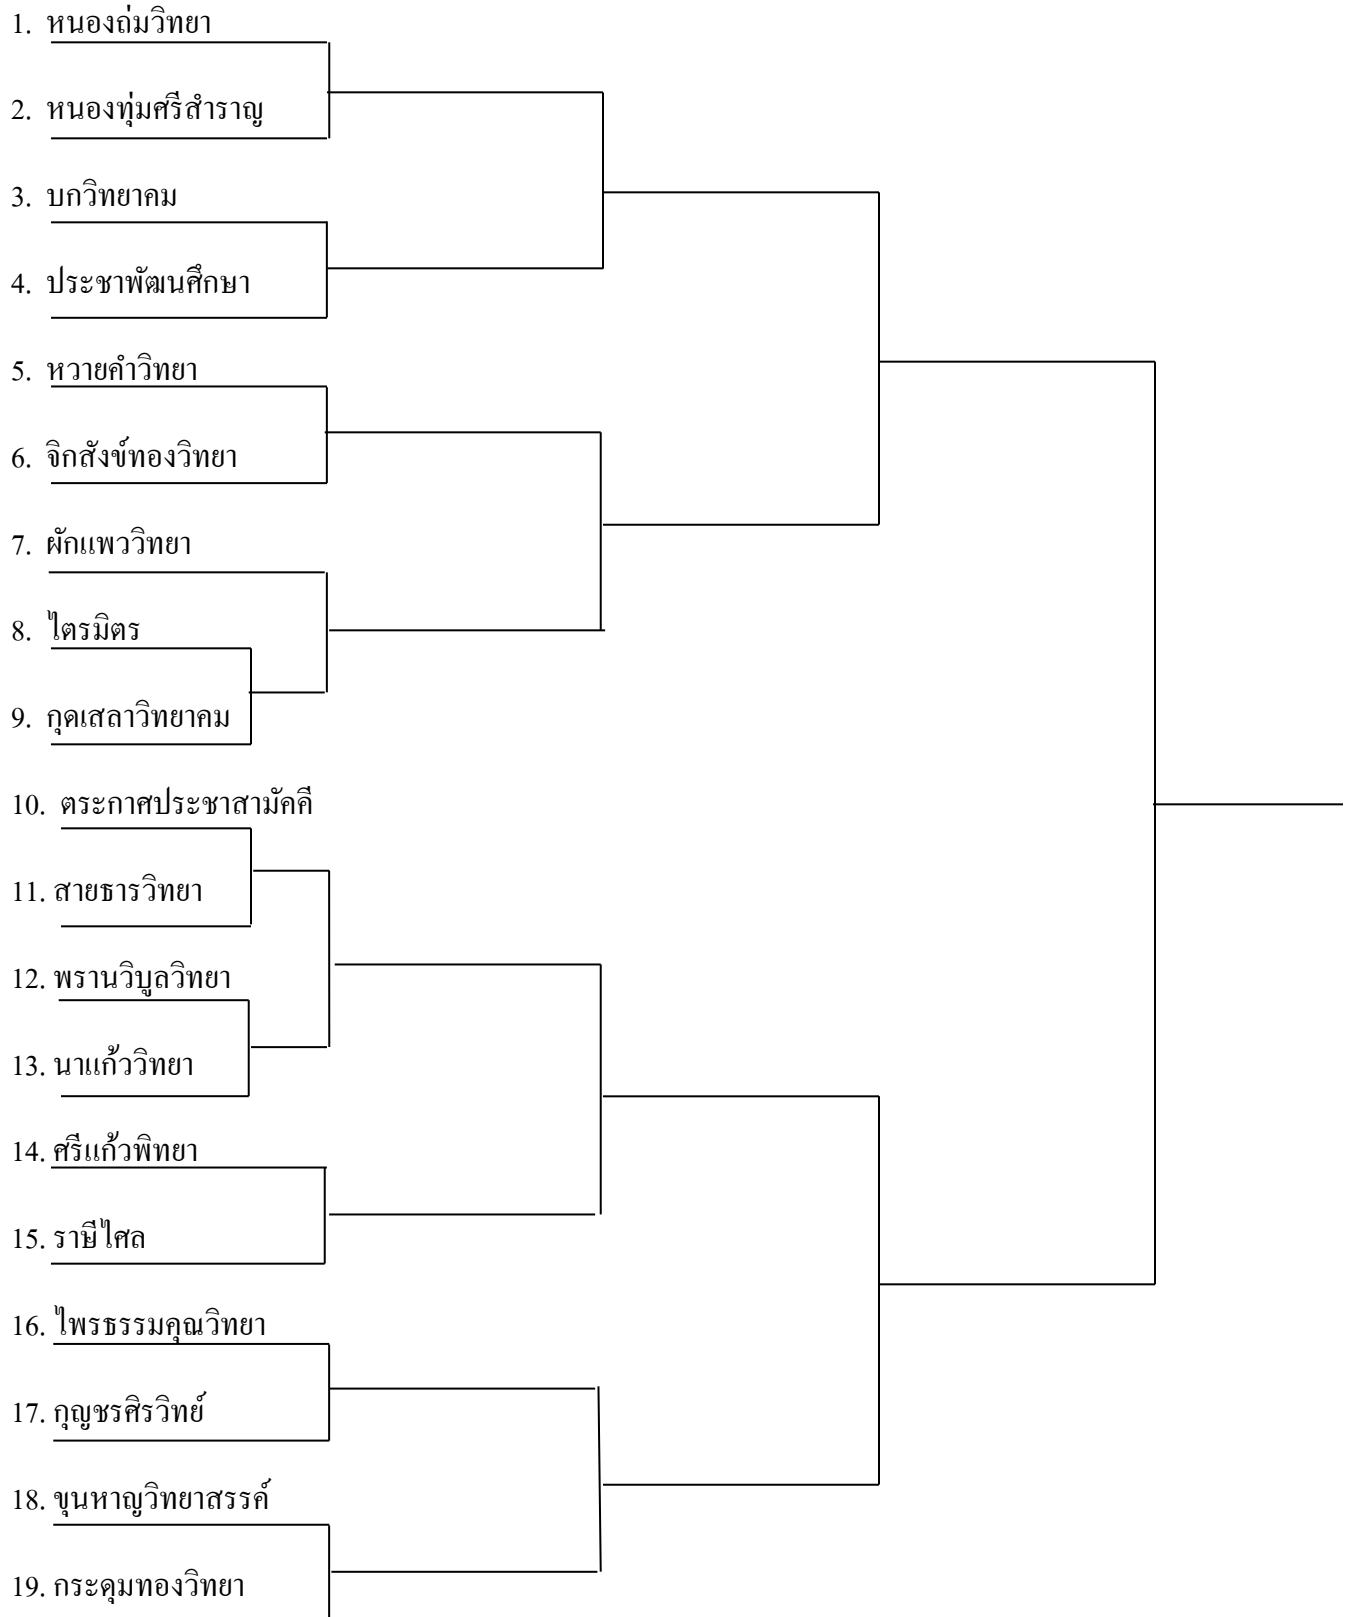 1. หนองถ่มวิทยา
2. หนองทุ่มศรีสำราญ
3. บกวิทยาคม
4. ประชาพัฒนศึกษา
5. หวายคำวิทยา
6. จิกสังข์ทองวิทยา
7. ผักแพววิทยา
8. ไตรมิตร
9. กุดเสลาวิทยาคม
10. ตระกาศประชาสามัคคี
11. สายธารวิทยา
12. พรานวิบูลวิทยา
13. นาแก้ววิทยา
14. ศรีแก้วพิทยา
15. ราษีไศล
16. ไพรธรรมคุณวิทยา
17. กุญชรศิรวิทย์
18. ขุนหาญวิทยาสรรค์
19. กระดุมทองวิทยา